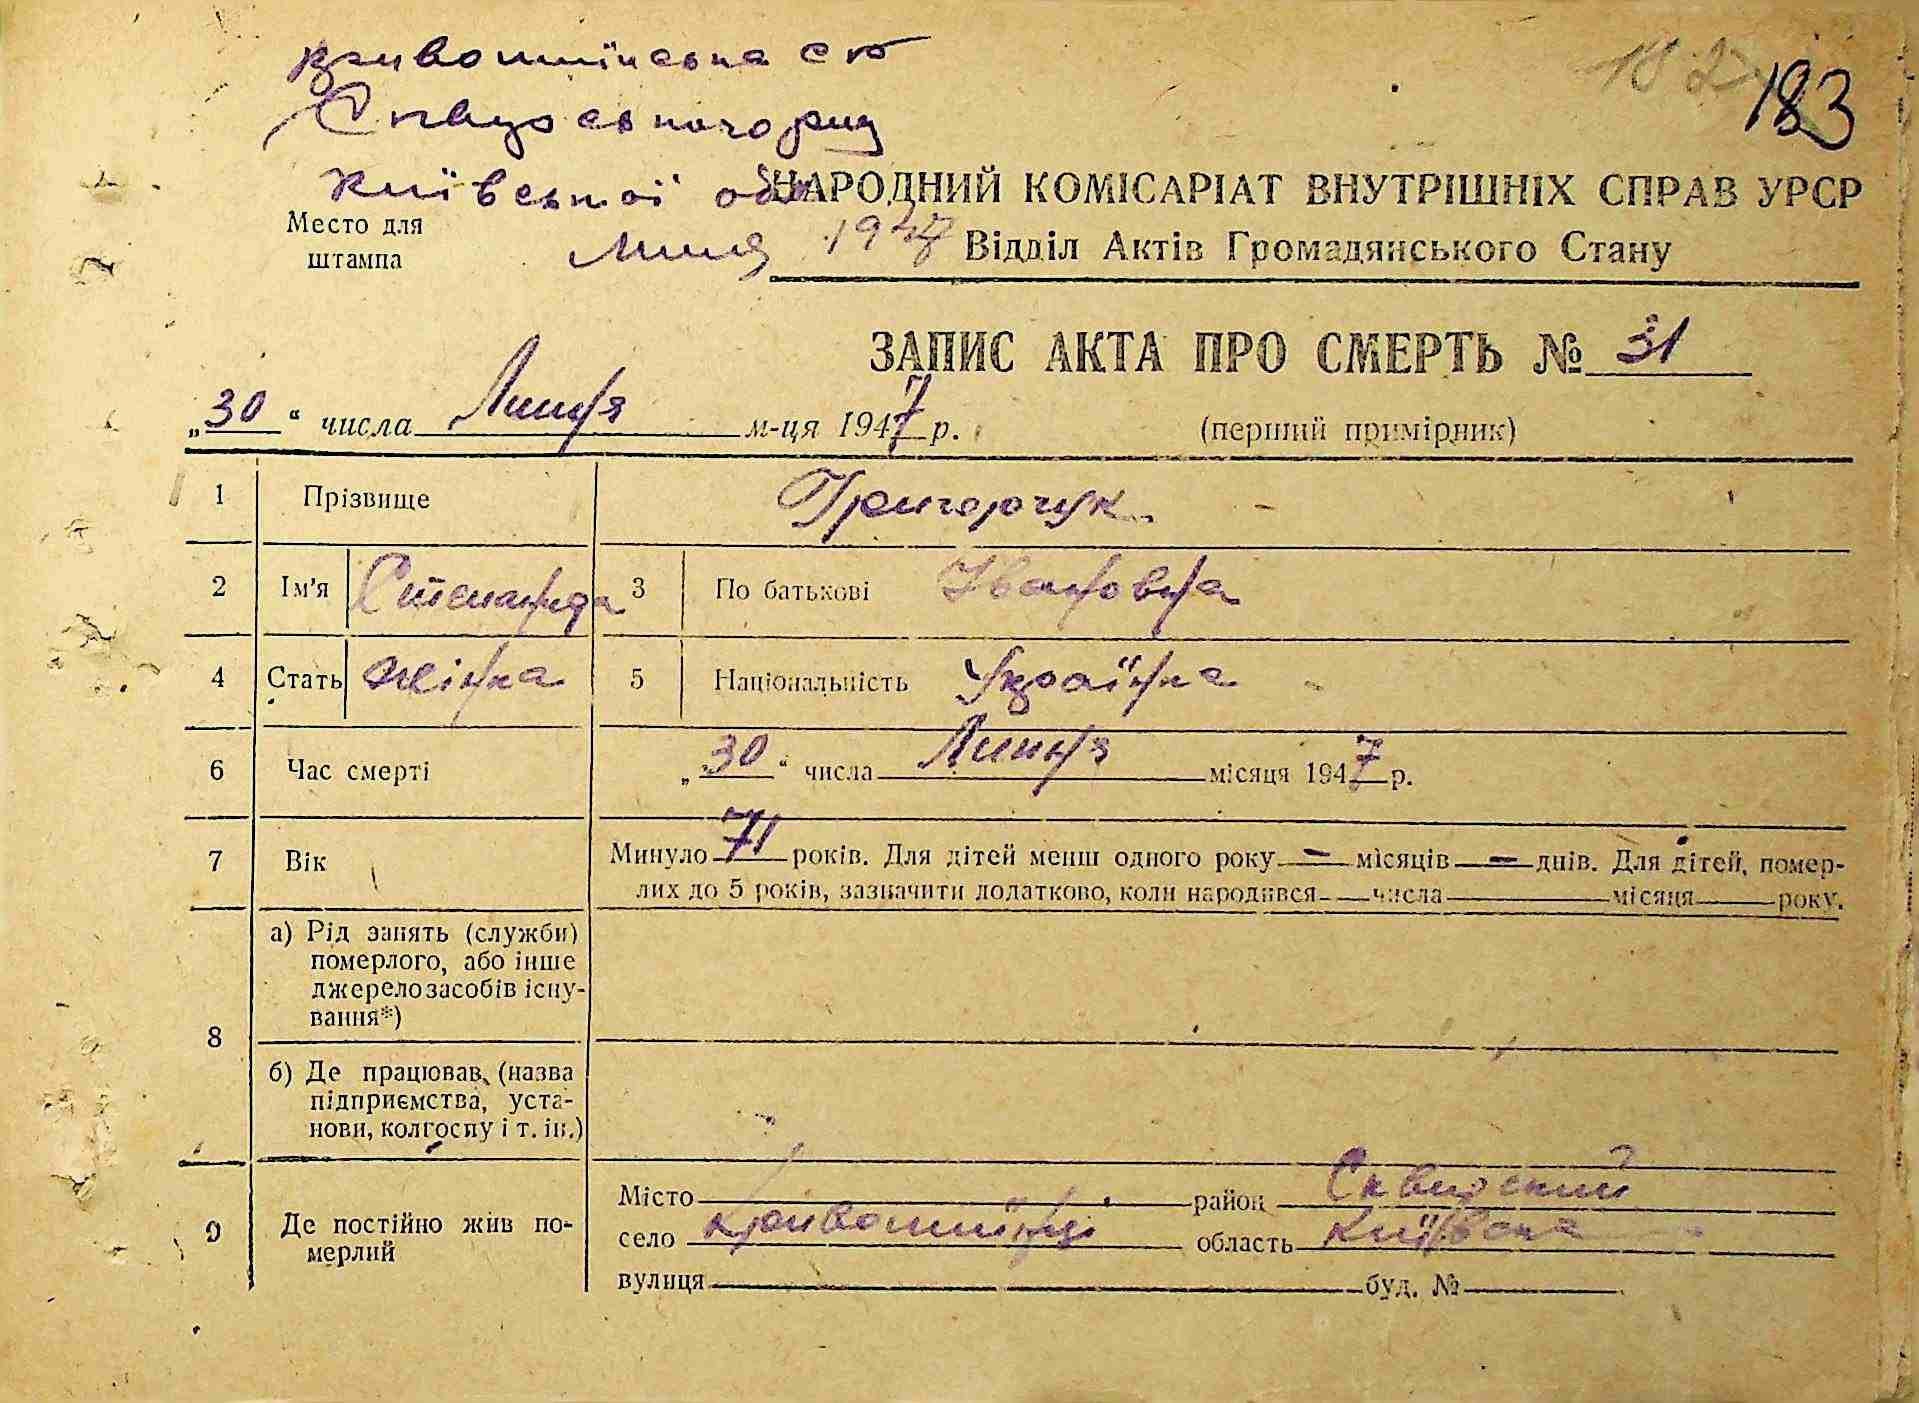 Кривошиїнська с/р
Сквирського р-ну
Київської обл
182 183
НАРОДНИЙ КОМІСАРІАТ ВНУТРІШНІХ СПРАВ УРСР
Место для штампа
1947
Відділ Актів Громадянського Стану
ЗАПИС АКТА ПРО СМЕРТЬ № 31
„30“ числа Липня м-ця 1947 р. (перший примірник)
1 Прізвище Григорчук
2 Ім'я Степанида 3 По батькові Івановна
4 Стать жінка 5 Національність Українка
6 Час смерті „30“ числа Липня місяця 1947 р.
7 Вік Минуло 71 років. Для дітей менш одного року — місяців — днів. Для дітей, помер-
лих до 5 років, зазначити додатково, коли народився числа місяця року.
8 а) Рід занять (служби)
померлого, або інше
джерело засобів існу-
вання*)
б) Де працював, (назва
підприємства, уста-
нови, колгоспу і т. ін.)
9 Де постійно жив по-
мерлий
Місто район Сквирский
село Кривошиїнці область Київська
вулиця буд. №